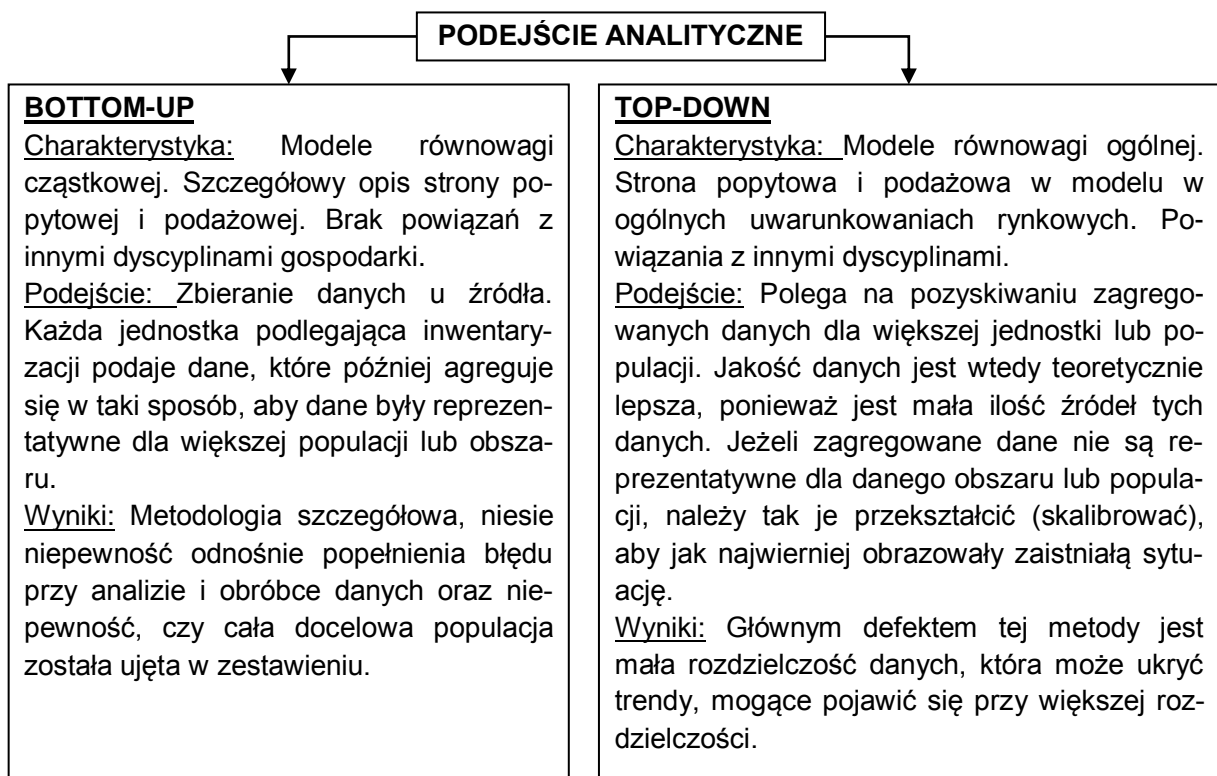 PODEJŚCIE ANALITYCZNE
BOTTOM-UP
Charakterystyka: Modele równowagi
cząstkowej. Szczegółowy opis strony po-
pytowej i podażowej. Brak powiązań z
innymi dyscyplinami gospodarki.
Podejście: Zbieranie danych u źródła.
Każda jednostka podlegająca inwentary-
zacji podaje dane, które później agreguje
się w taki sposób, aby dane były reprezen-
tatywne dla większej populacji lub obsza-
ru.
Wyniki: Metodologia szczegółowa, niesie
niepewność odnośnie popełnienia błędu
przy analizie i obróbce danych oraz nie-
pewność, czy cała docelowa populacja
została ujęta w zestawieniu.
TOP-DOWN
Charakterystyka: Modele równowagi ogólnej.
Strona popytowa i podażowa w modelu w
ogólnych uwarunkowaniach rynkowych. Po-
wiązania z innymi dyscyplinami.
Podejście: Polega na pozyskiwaniu zagrego-
wanych danych dla większej jednostki lub po-
pulacji. Jakość danych jest wtedy teoretycznie
lepsza, ponieważ jest mała ilość źródeł tych
danych. Jeżeli zagregowane dane nie są re-
prezentatywne dla danego obszaru lub popula-
cji, należy tak je przekształcić (skalibrować),
aby jak najwierniej obrazowały zaistniałą sytu-
ację.
Wyniki: Głównym defektem tej metody jest
mała rozdzielczość danych, która może ukryć
trendy, mogące pojawić się przy większej roz-
dzielczości.